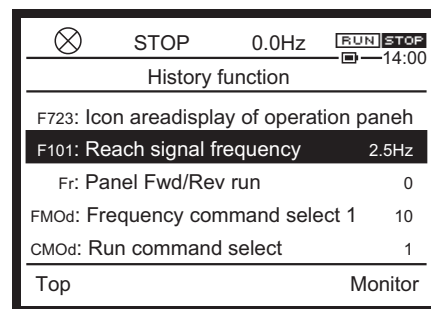 STOP 0.0Hz RUN STOP
14:00
History function
F723: Icon areadisplay of operation paneh
F101: Reach signal frequency 2.5Hz
Fr: Panel Fwd/Rev run 0
FMOd: Frequency command select 1 10
CMOd: Run command select 1
Top Monitor